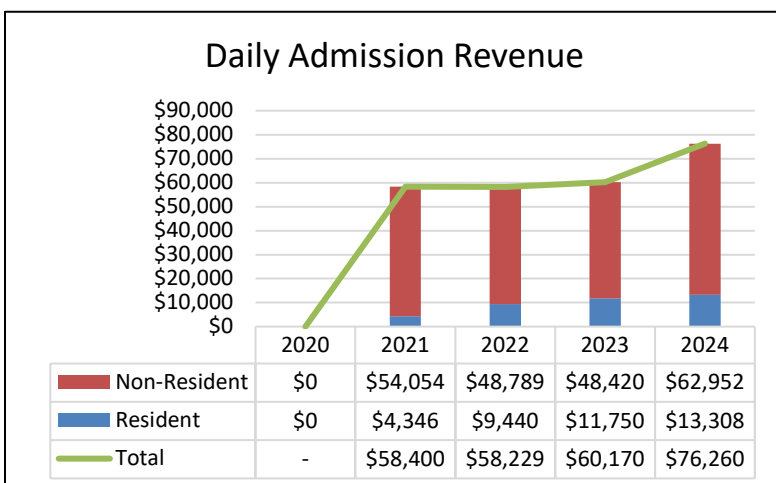 Daily Admission Revenue
$90,000
$80,000
$70,000
$60,000
$50,000
$40,000
$30,000
$20,000
$10,000
$0
2020 2021 2022 2023 2024
Non-Resident $0 $54,054 $48,789 $48,420 $62,952
Resident $0 $4,346 $9,440 $11,750 $13,308
Total - $58,400 $58,229 $60,170 $76,260